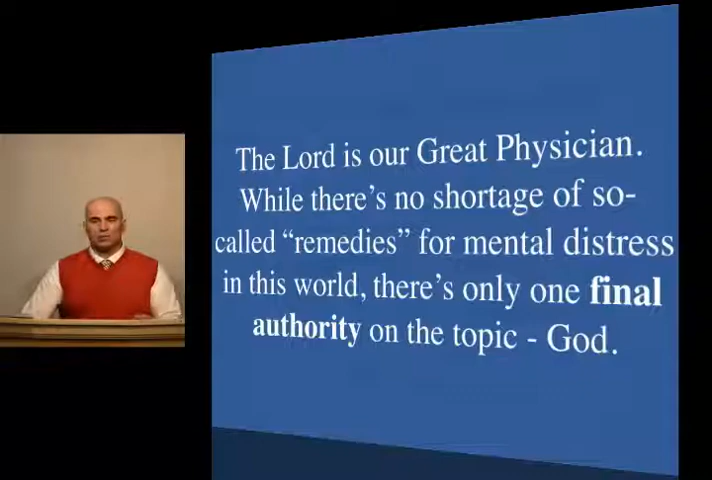 The Lord is our Great Physician.
While there's no shortage of so-
called “remedies” for mental distress
in this world, there's only one final
authority on the topic - God.